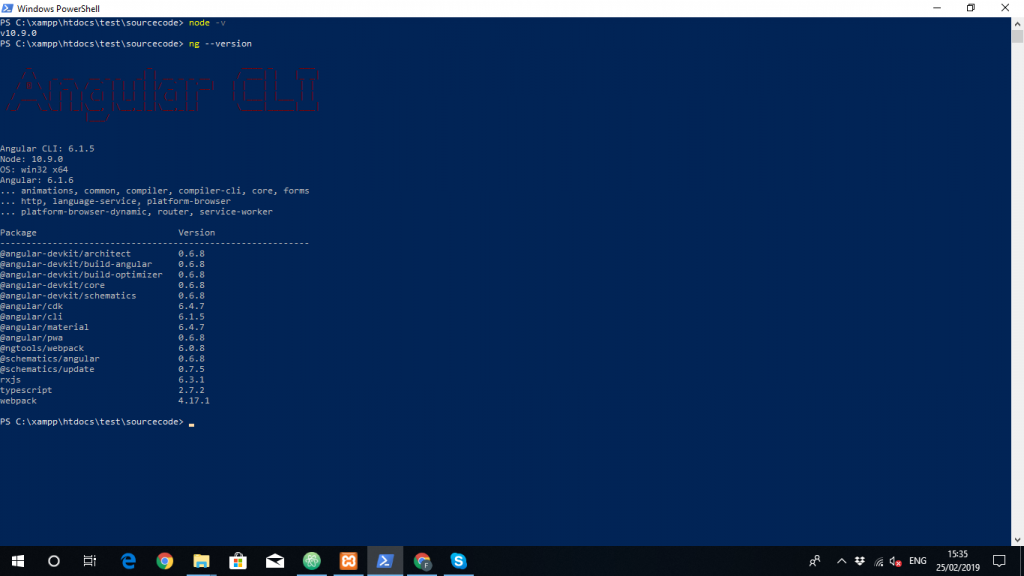 Windows PowerShell
PS C:\xampp\htdocs\test\sourcecode> node -v
v10.9.0
PS C:\xampp\htdocs\test\sourcecode> ng --version
Angular CLI
Angular CLI: 6.1.5
Node: 10.9.0
OS: win32 x64
Angular: 6.1.6
... animations, common, compiler, compiler-cli, core, forms
... http, language-service, platform-browser
... platform-browser-dynamic, router, service-worker
Package Version
-----------------------------------------------------------
@angular-devkit/architect 0.6.8
@angular-devkit/build-angular 0.6.8
@angular-devkit/build-optimizer 0.6.8
@angular-devkit/core 0.6.8
@angular-devkit/schematics 0.6.8
@angular/cdk 6.4.7
@angular/cli 6.1.5
@angular/material 6.4.7
@angular/pwa 0.6.8
@ngtools/webpack 6.0.8
@schematics/angular 0.6.8
@schematics/update 0.7.5
rxjs 6.3.1
typescript 2.7.2
webpack 4.17.1
PS C:\xampp\htdocs\test\sourcecode>
ENG
15:35
25/02/2019